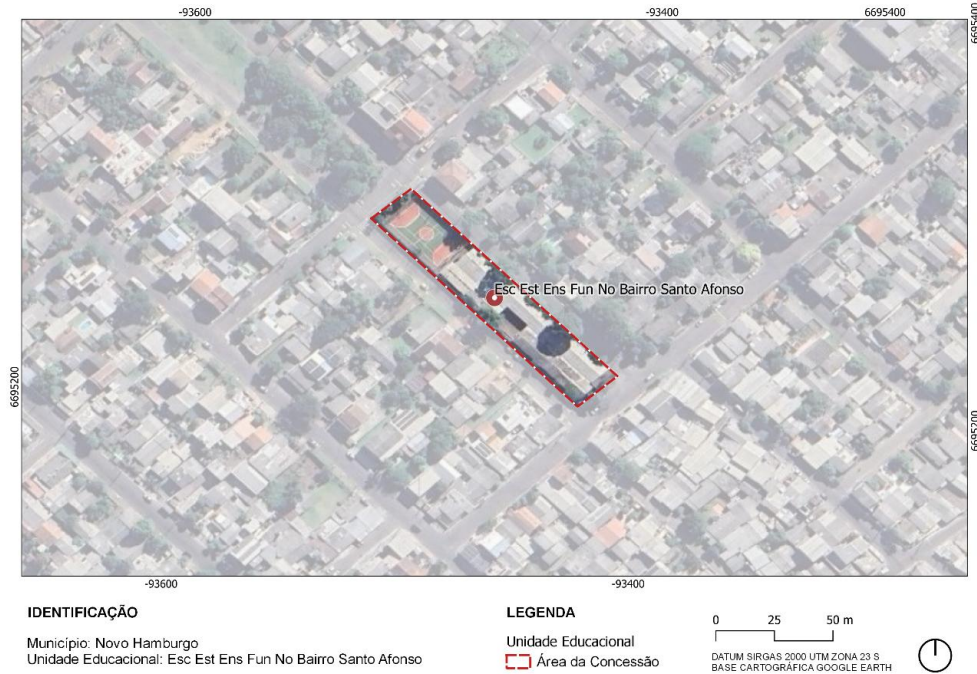 -93600 -93400 6695400
6695400
Esc Est Ens Fun No Bairro Santo Afonso
6695200
6695200
-93600 -93400
IDENTIFICAÇÃO
Município: Novo Hamburgo
Unidade Educacional: Esc Est Ens Fun No Bairro Santo Afonso
LEGENDA
Unidade Educacional
Área da Concessão
0 25 50 m
DATUM SIRGAS 2000 UTM ZONA 23 S
BASE CARTOGRÁFICA GOOGLE EARTH